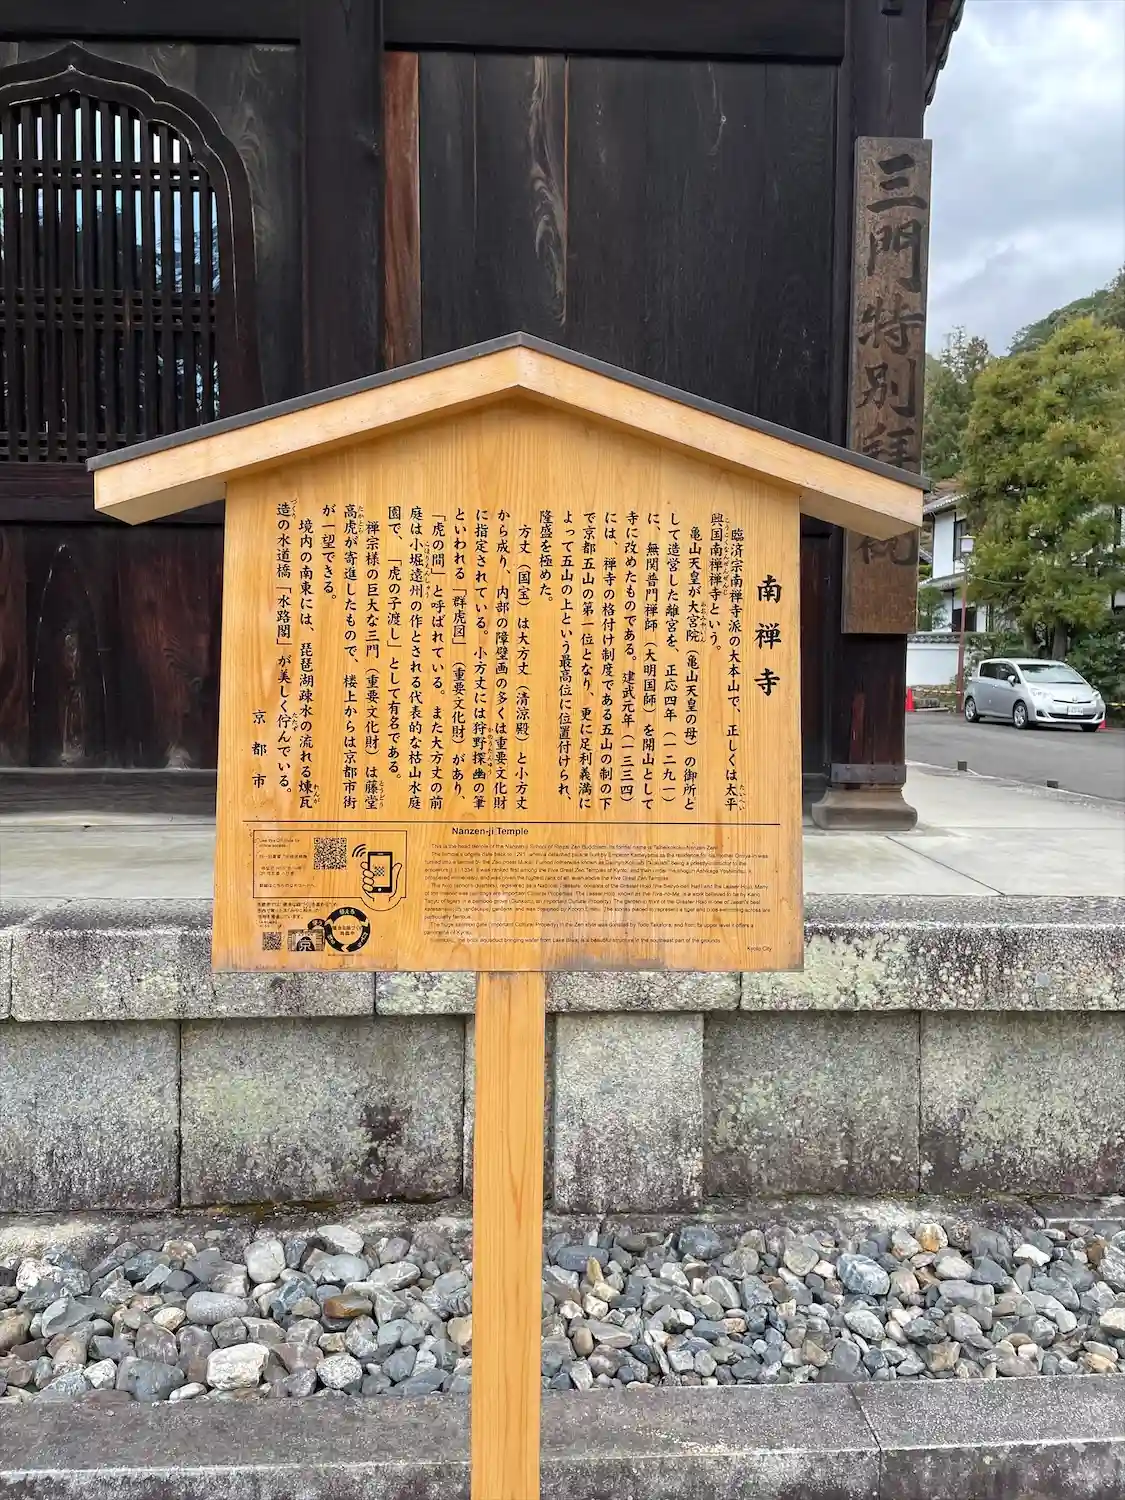 南禅寺
臨済宗南禅寺派の大本山で、正しくは太平
興国南禅禅寺という。
亀山天皇が大宮院（亀山天皇の母）の御所と
して造営した離宮を、正応四年（一二九一）
に、無関普門禅師（大明国師）を開山として
寺に改めたものである。建武元年（一三三四）
には、禅寺の格付け制度である五山の制の下
で京都五山の第一位となり、更に足利義満に
よって五山の上という最高位に位置付けられ、
隆盛を極めた。
方丈（国宝）は大方丈（清涼殿）と小方丈
から成り、内部の障壁画の多くは重要文化財
に指定されている。小方丈には狩野探幽の筆
といわれる「群虎図」（重要文化財）があり、
「虎の間」と呼ばれている。また大方丈の前
庭は小堀遠州の作とされる代表的な枯山水庭
園で、「虎の子渡し」として有名である。
禅宗様の巨大な三門（重要文化財）は藤堂
高虎が寄進したもので、楼上からは京都市街
が一望できる。
境内の南東には、琵琶湖疏水の流れる煉瓦
造の水道橋「水路閣」が美しく佇んでいる。
京都市
Nanzen-ji Temple
Kyoto City
三門特別拝観